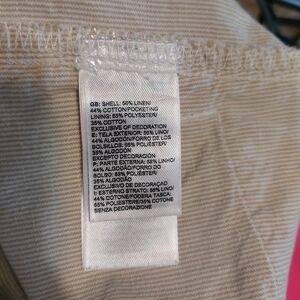 GB: SHELL: 56% LINEN/
44% COTTON/POCKETING
LINING: 65% POLYESTER/
35% COTTON
EXCLUSIVE OF DECORATION
E: TELA EXTERIOR: 56% LINO/
44% ALGODÓN/FORRO DE LOS
BOLSILLOS: 65% POLIÉSTER/
35% ALGODÓN
EXCEPTO DECORACIÓN
P: PARTE EXTERNA: 56% LINHO/
44% ALGODÃO/FORRO DO
BOLSO: 65% POLIÉSTER/
35% ALGODÃO
EXCLUSIVO DE DECORAÇAO
I: ESTERNO STRATO: 56% LINO/
44% COTONE/FODERA TASCA:
65% POLIESTERE/35% COTONE
SENZA DECORAZIONE